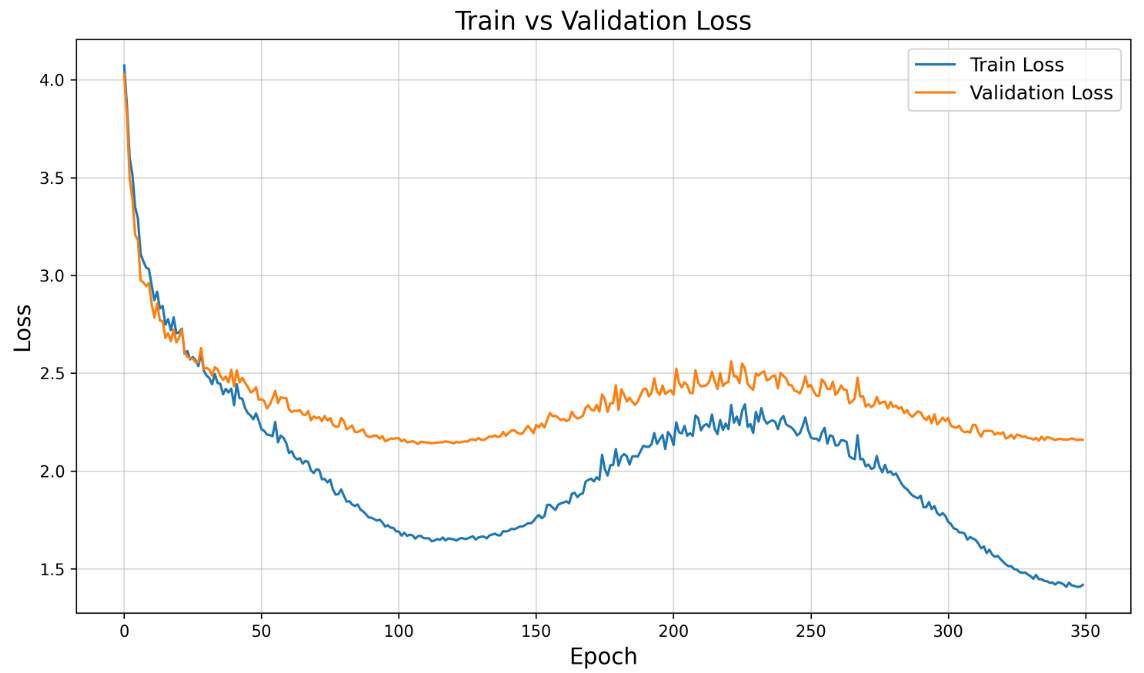 Train vs Validation Loss
Train Loss
Validation Loss
Loss
4.0
3.5
3.0
2.5
2.0
1.5
0 50 100 150 200 250 300 350
Epoch